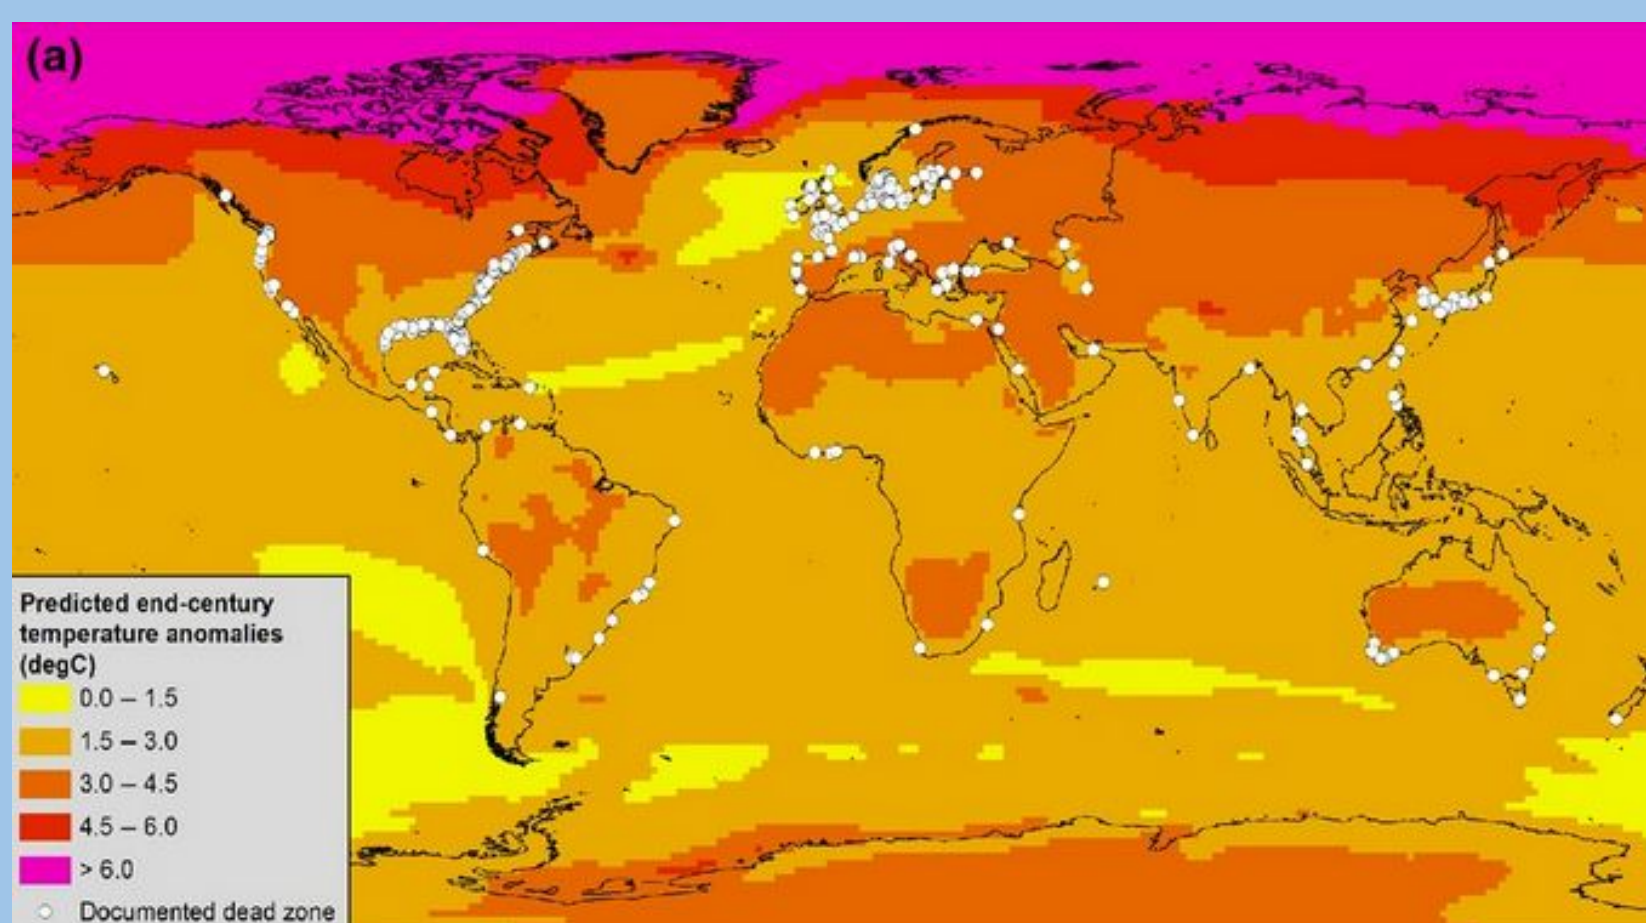 (a)
Predicted end-century
temperature anomalies
(degC)
0.0 – 1.5
1.5 – 3.0
3.0 – 4.5
4.5 – 6.0
> 6.0
Documented dead zone